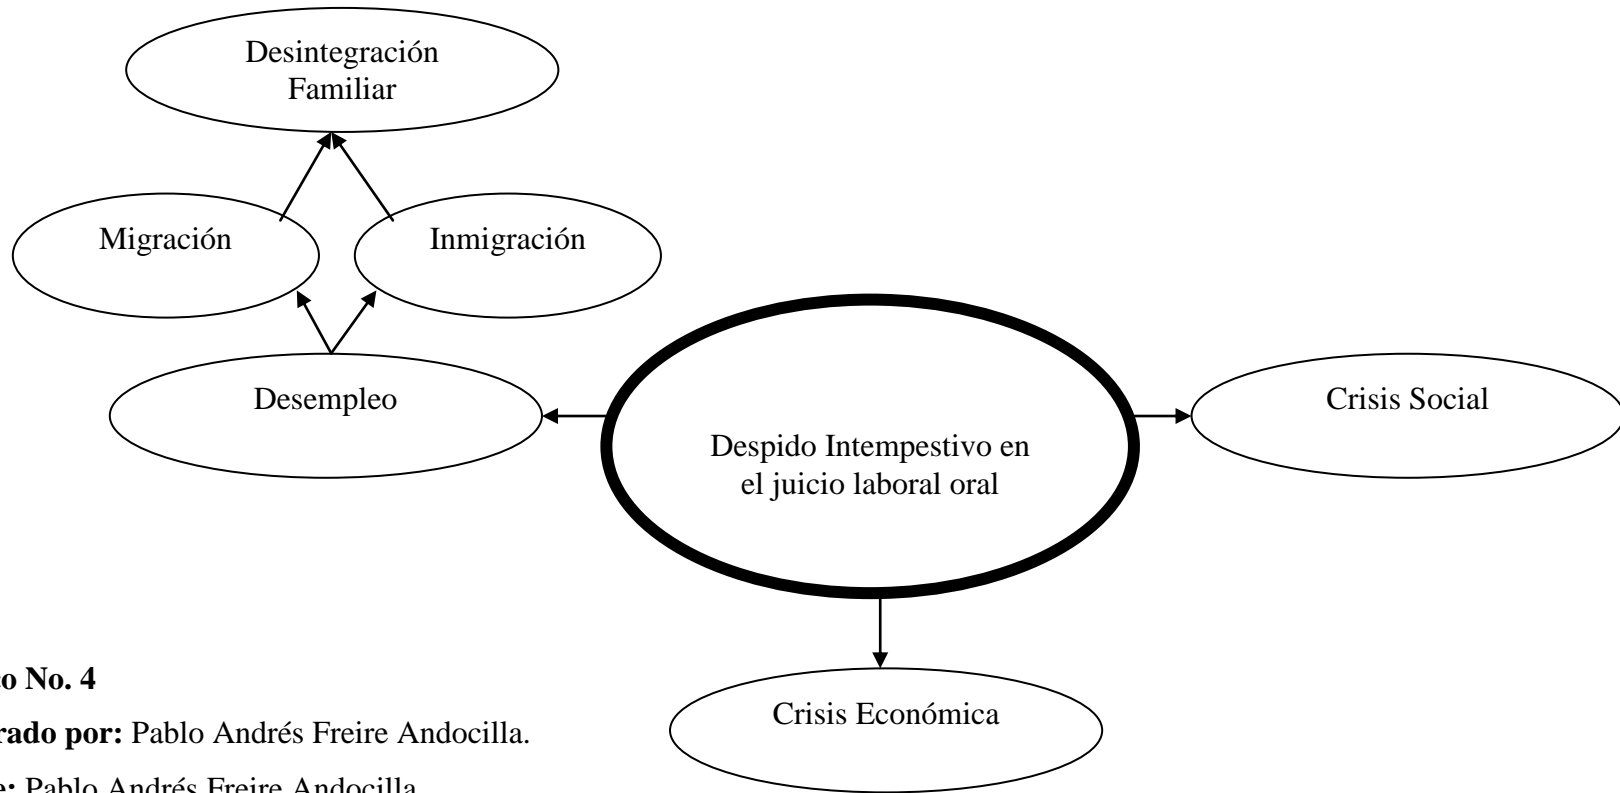 Desintegración
Familiar
Migración
Inmigración
Desempleo
Despido Intempestivo en
el juicio laboral oral
Crisis Social
Crisis Económica
No. 4
por: Pablo Andrés Freire Andocilla.
Pablo Andrés Freire Andocilla